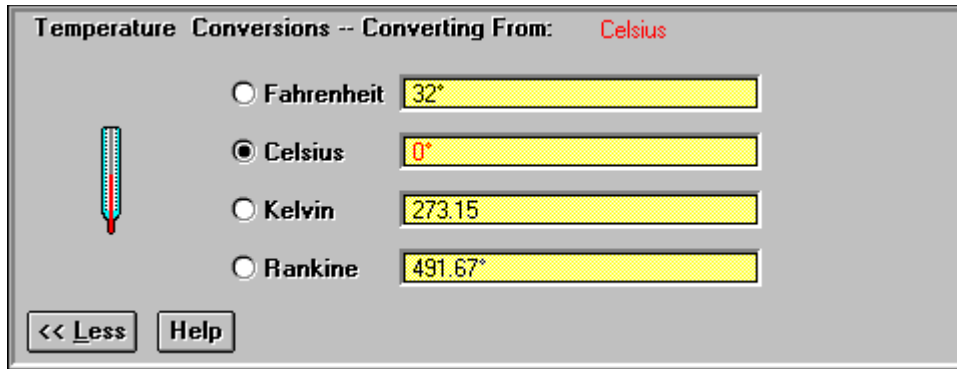 Temperature Conversions -- Converting From: Celsius
Fahrenheit 32°
Celsius 0°
Kelvin 273.15
Rankine 491.67°
<< Less Help